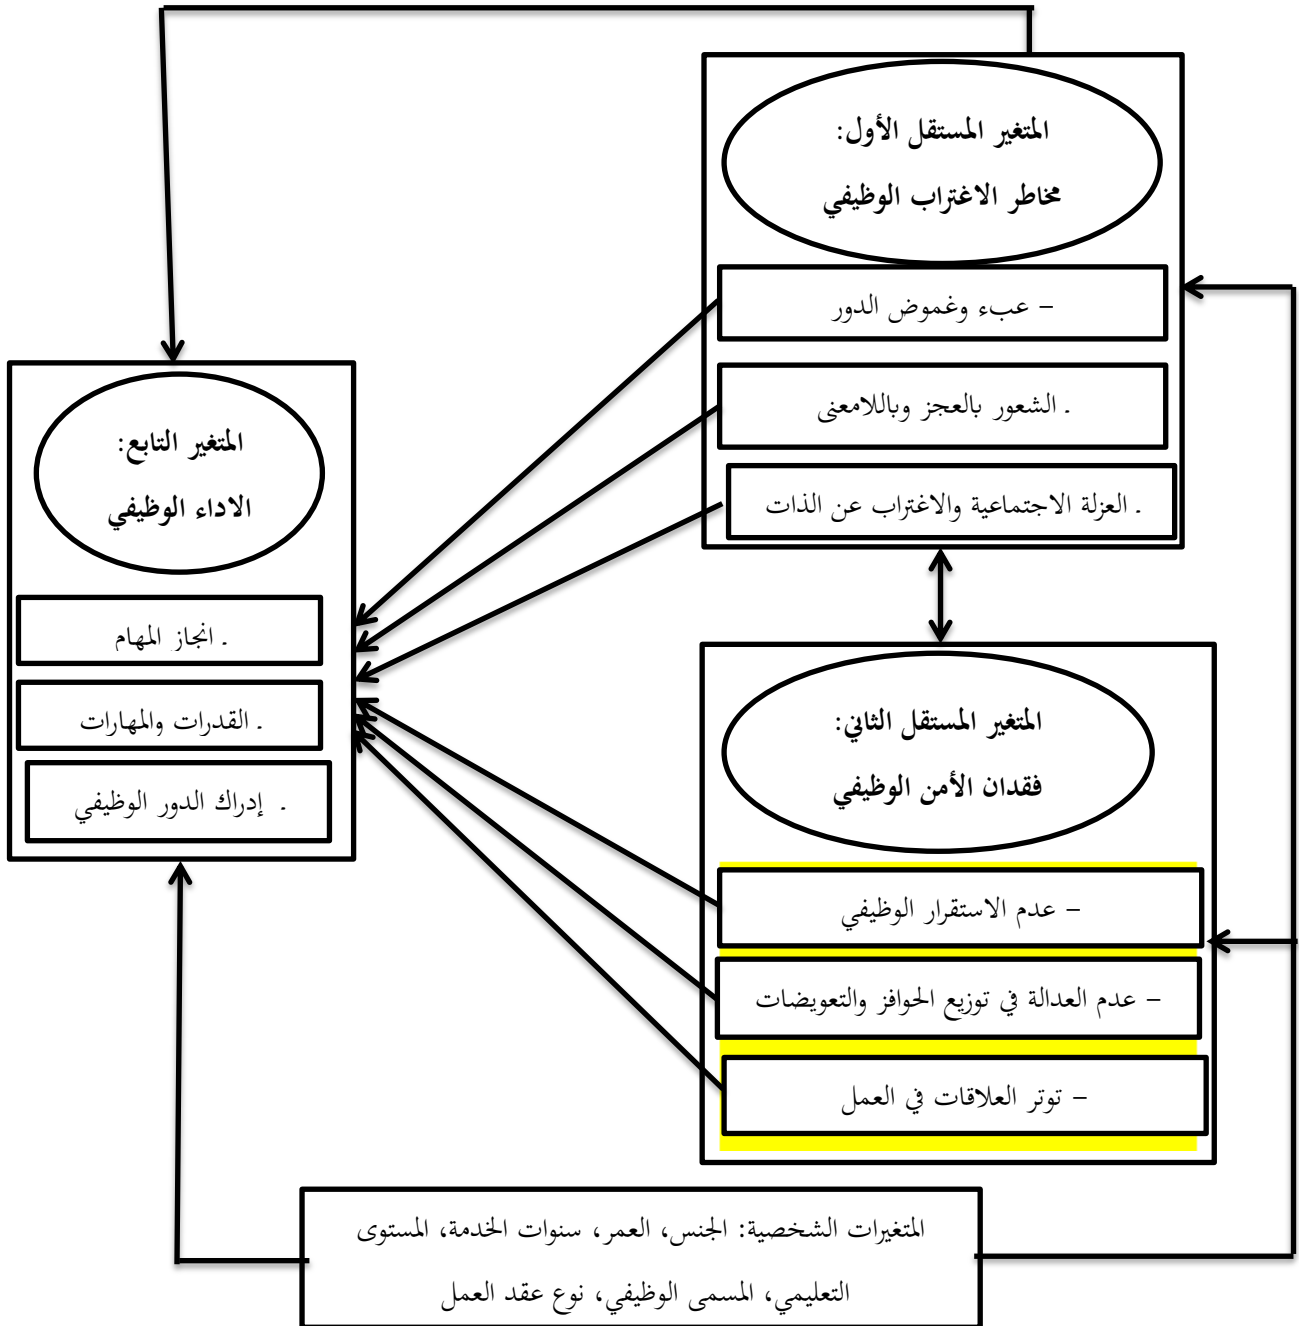 المتغير المستقل الأول:
مخاطر الاغتراب الوظيفي
– عبء وغموض الدور
ـ الشعور بالعجز وباللامعنى
ـ العزلة الاجتماعية والاغتراب عن الذات
المتغير التابع:
الاداء الوظيفي
ـ انجاز المهام
ـ القدرات والمهارات
ـ إدراك الدور الوظيفي
المتغير المستقل الثاني:
فقدان الأمن الوظيفي
– عدم الاستقرار الوظيفي
– عدم العدالة في توزيع الحوافز والتعويضات
– توتر العلاقات في العمل
المتغيرات الشخصية: الجنس، العمر، سنوات الخدمة، المستوى
التعليمي، المسمى الوظيفي، نوع عقد العمل